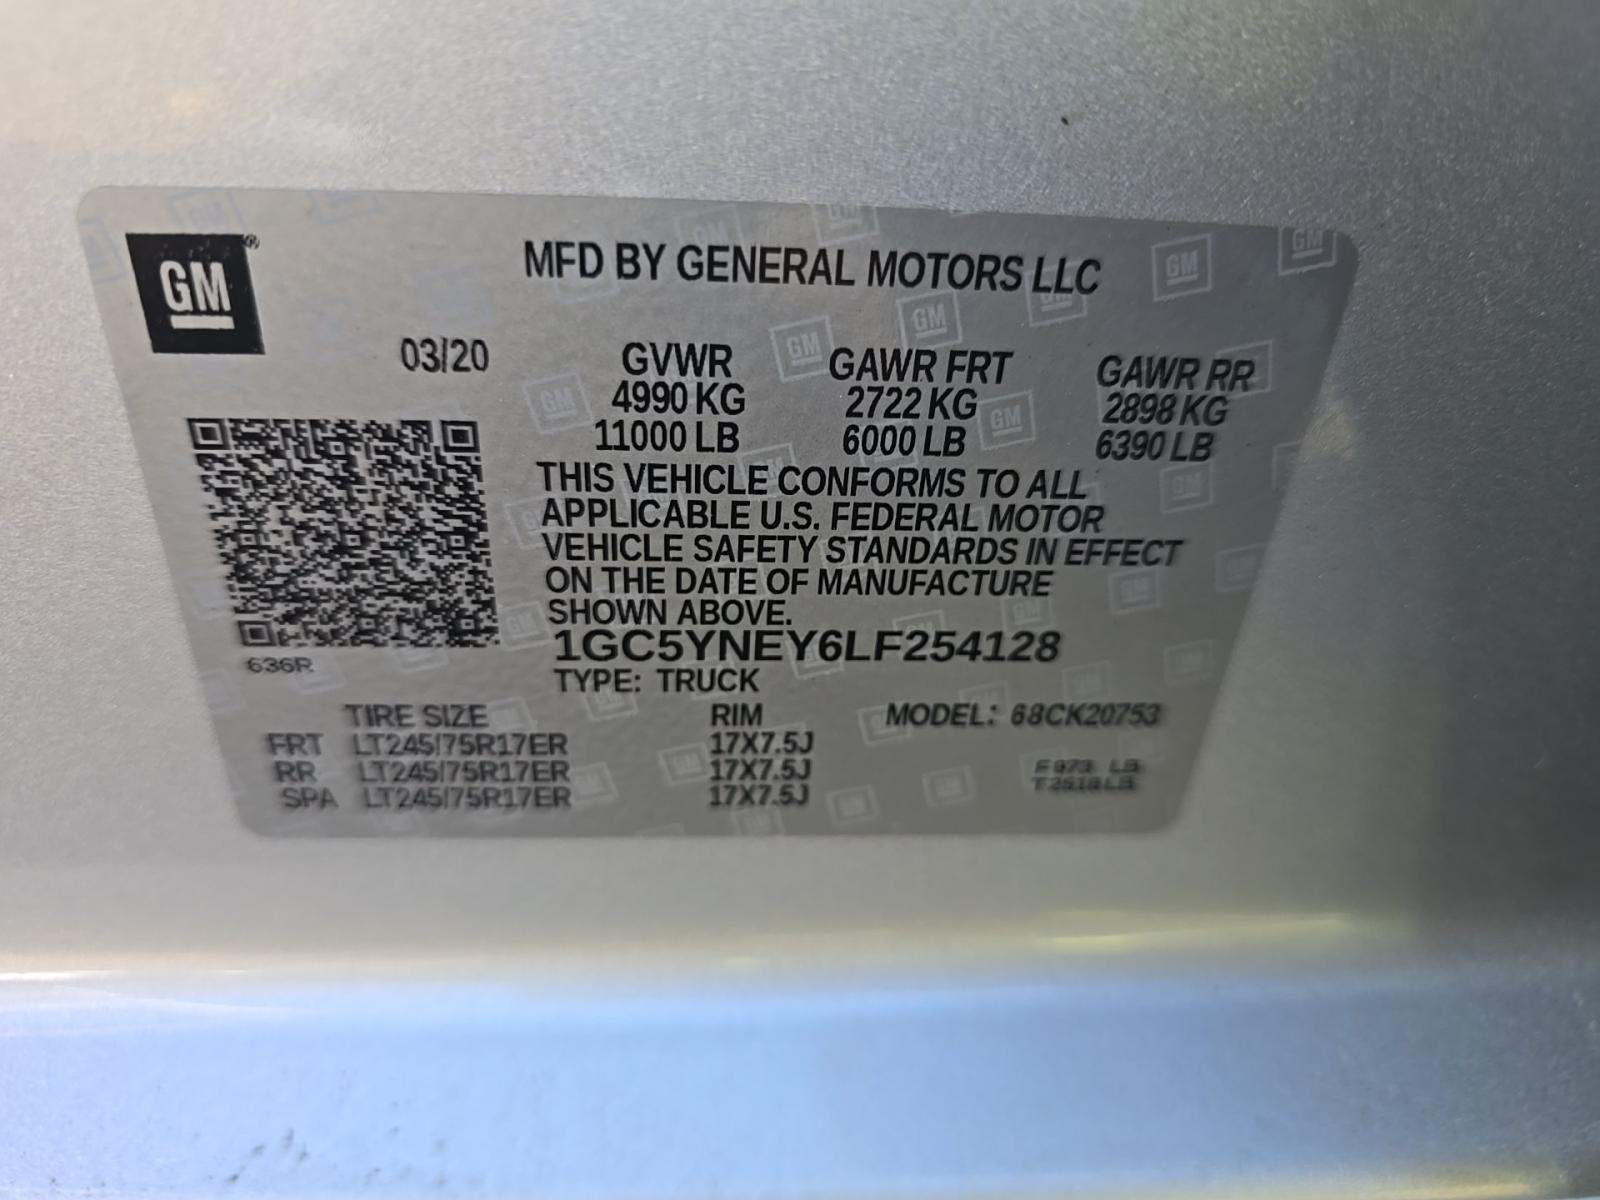 GM
MFD BY GENERAL MOTORS LLC
03/20
GVWR GAWR FRT GAWR RR
4990 KG 2722 KG 2898 KG
11000 LB 6000 LB 6390 LB
THIS VEHICLE CONFORMS TO ALL
APPLICABLE U.S. FEDERAL MOTOR
VEHICLE SAFETY STANDARDS IN EFFECT
ON THE DATE OF MANUFACTURE
SHOWN ABOVE.
636R
1GC5YNEY6LF254128
TYPE: TRUCK
TIRE SIZE RIM MODEL: 68CK20753
FRT LT245/75R17ER 17X7.5J
RR LT245/75R17ER 17X7.5J
SPA LT245/75R17ER 17X7.5J
F 973 LB
LB